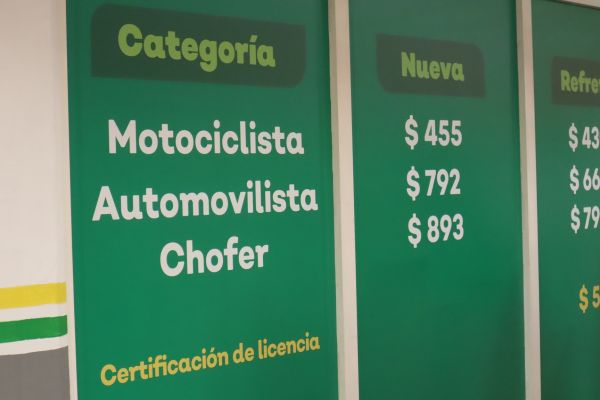 Categoría Nueva
Motociclista $ 455
Automovilista $ 792
Chofer $ 893
Certificación de licencia